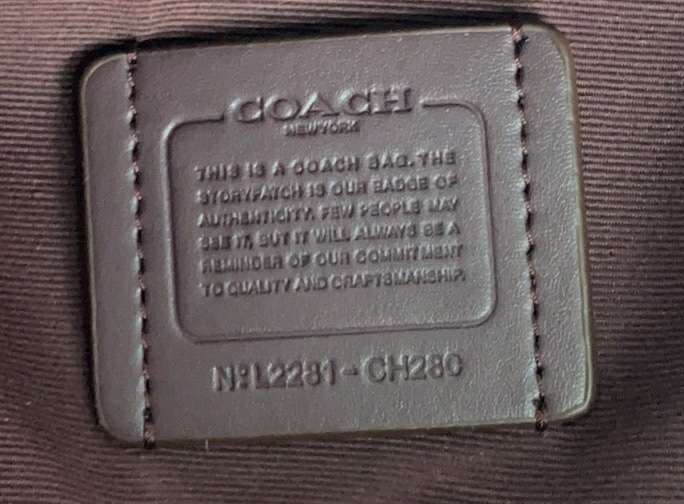 COACH
NEW YORK
THIS IS A COACH BAG. THE
STORYPATCH IS OUR BADGE OF
AUTHENTICITY. FEW PEOPLE MAY
SEE IT, BUT IT WILL ALWAYS BE A
REMINDER OF OUR COMMITMENT
TO QUALITY AND CRAFTSMANSHIP.
Nº:L2281-CH280